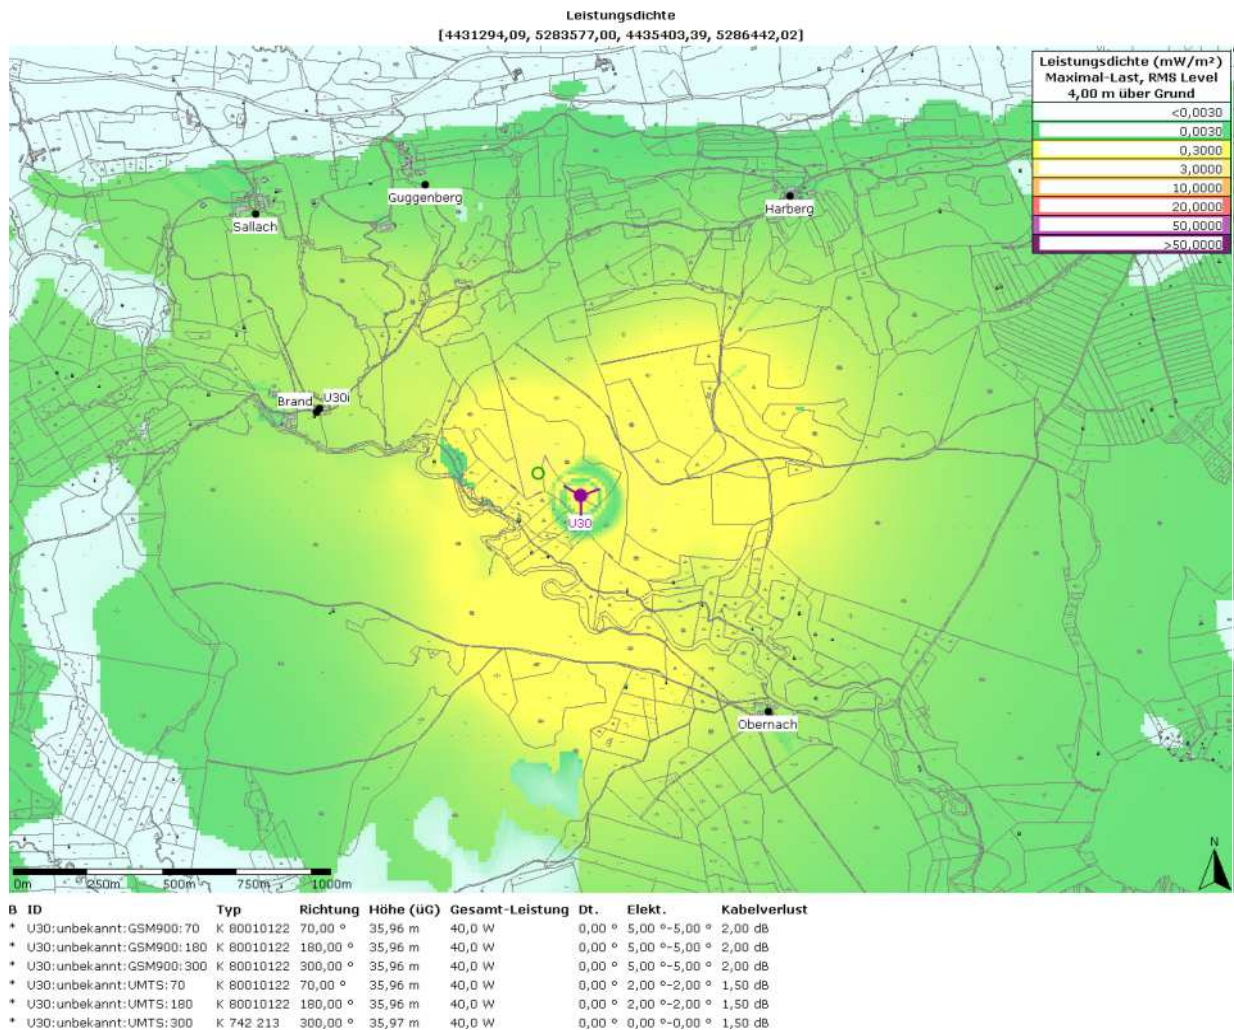 Leistungsdichte
[4431294,09, 5283577,00, 4435403,39, 5286442,02]
Leistungsdichte (mW/m²)
Maximal-Last, RMS Level
4,00 m über Grund
<0,0030
0,0030
0,3000
3,0000
10,0000
20,0000
50,0000
>50,0000
Guggenberg
Harberg
Sallach
Brand
U30i
U30
Obernach
N
0m 250m 500m 750m 1000m
B ID Typ Richtung Höhe (üG) Gesamt-Leistung Dt. Elekt. Kabelverlust
* U30:unbekannt:GSM900:70 K 80010122 70,00 ° 35,96 m 40,0 W 0,00 ° 5,00 °-5,00 ° 2,00 dB
* U30:unbekannt:GSM900:180 K 80010122 180,00 ° 35,96 m 40,0 W 0,00 ° 5,00 °-5,00 ° 2,00 dB
* U30:unbekannt:GSM900:300 K 80010122 300,00 ° 35,96 m 40,0 W 0,00 ° 5,00 °-5,00 ° 2,00 dB
* U30:unbekannt:UMTS:70 K 80010122 70,00 ° 35,96 m 40,0 W 0,00 ° 2,00 °-2,00 ° 1,50 dB
* U30:unbekannt:UMTS:180 K 80010122 180,00 ° 35,96 m 40,0 W 0,00 ° 2,00 °-2,00 ° 1,50 dB
* U30:unbekannt:UMTS:300 K 742 213 300,00 ° 35,97 m 40,0 W 0,00 ° 0,00 °-0,00 ° 1,50 dB